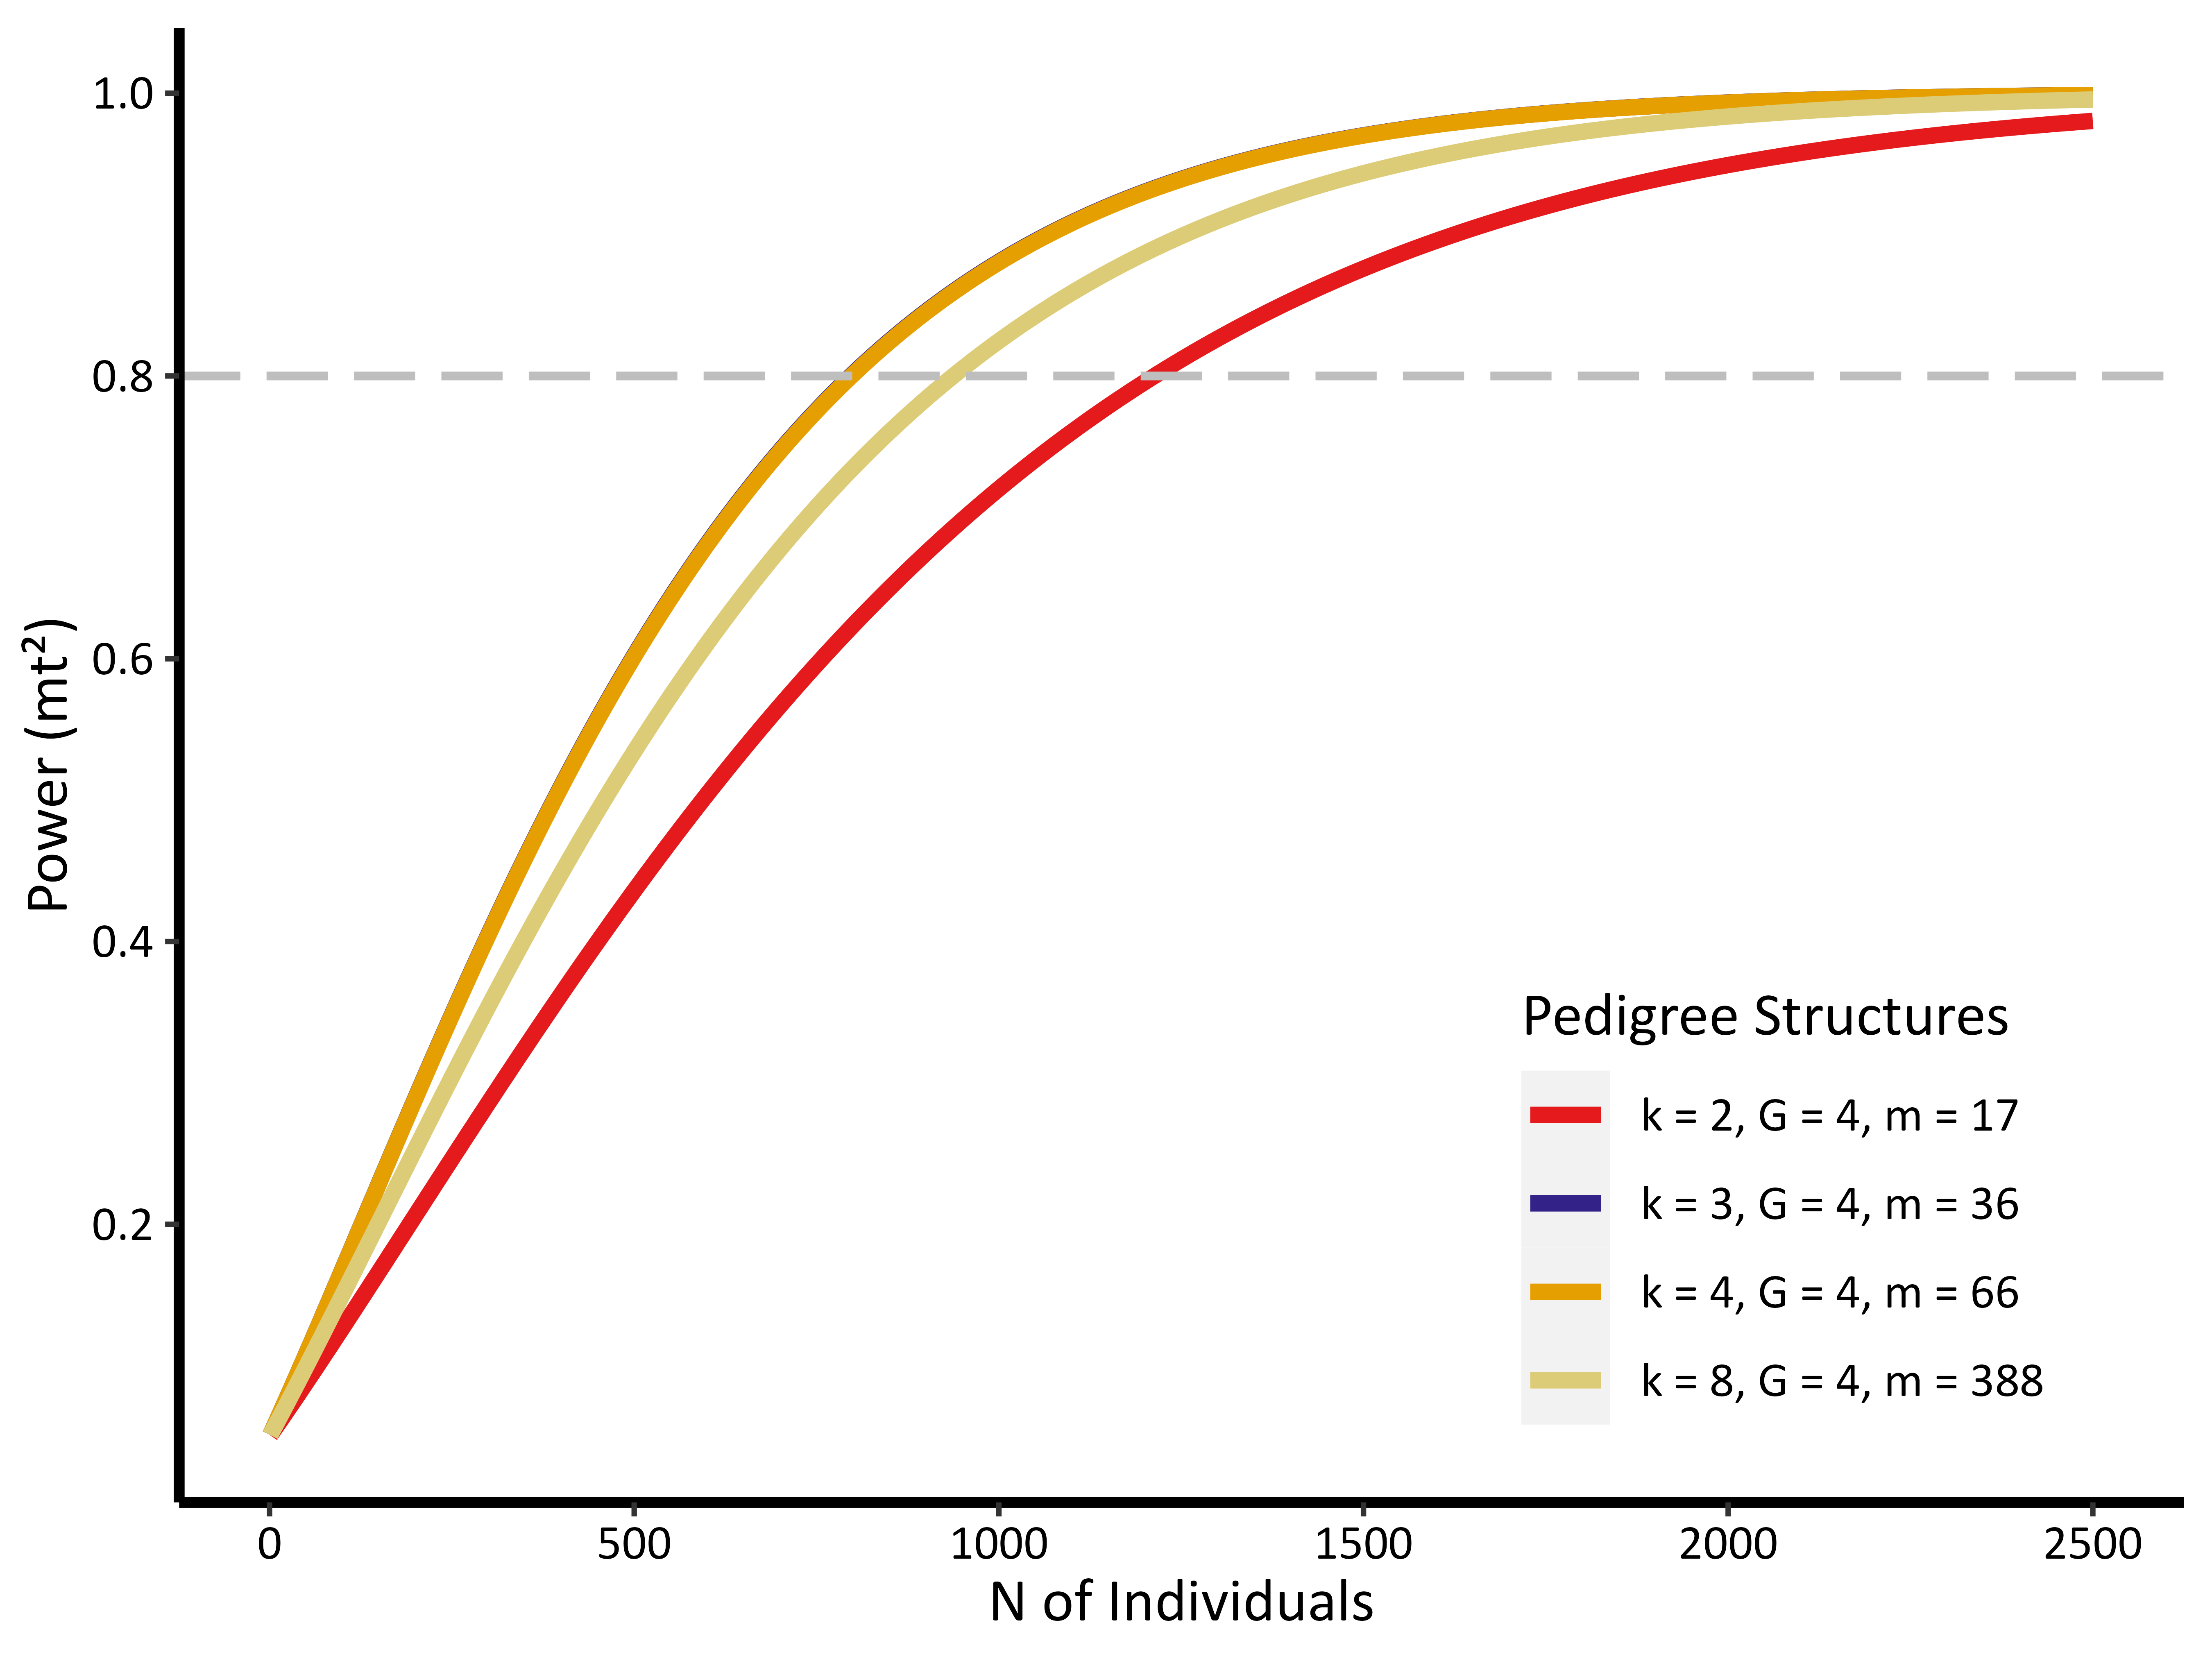 1.0
0.8
0.6
0.4
0.2
Power (mt²)
0
500
1000
1500
2000
2500
N of Individuals
Pedigree Structures
k = 2, G = 4, m = 17
k = 3, G = 4, m = 36
k = 4, G = 4, m = 66
k = 8, G = 4, m = 388